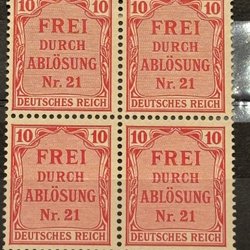 10 10 10 10
FREI FREI
DURCH DURCH
ABLÖSUNG ABLÖSUNG
Nr. 21 Nr. 21
DEUTSCHES REICH DEUTSCHES REICH
10 10 10 10
FREI FREI
DURCH DURCH
ABLÖSUNG ABLÖSUNG
Nr. 21 Nr. 21
DEUTSCHES REICH DEUTSCHES REICH